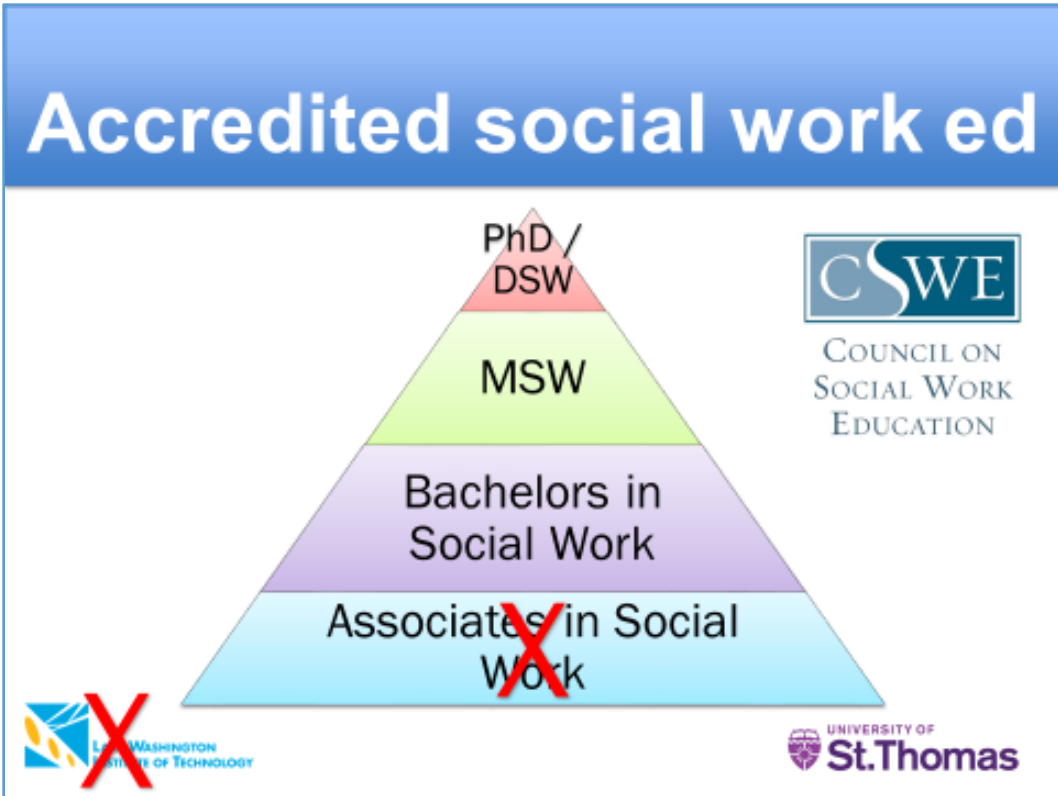 Accredited social work ed
PhD /
DSW
MSW
Bachelors in
Social Work
Associates in Social
Work
X
CSWE
COUNCIL ON
SOCIAL WORK
EDUCATION
X
WASHINGTON
OF TECHNOLOGY
UNIVERSITY OF
St.Thomas